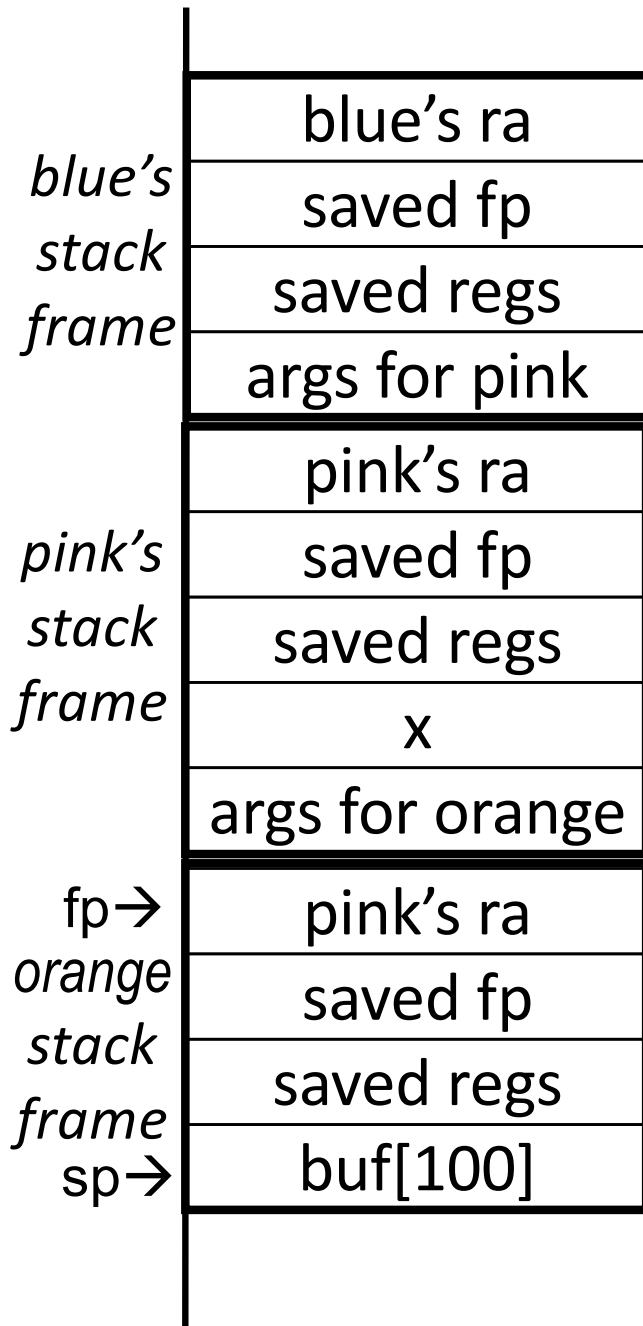 blue's
stack
frame
blue's ra
saved fp
saved regs
args for pink
pink's
stack
frame
pink's ra
saved fp
saved regs
x
args for orange
fp→
orange
stack
frame
sp→
pink's ra
saved fp
saved regs
buf[100]